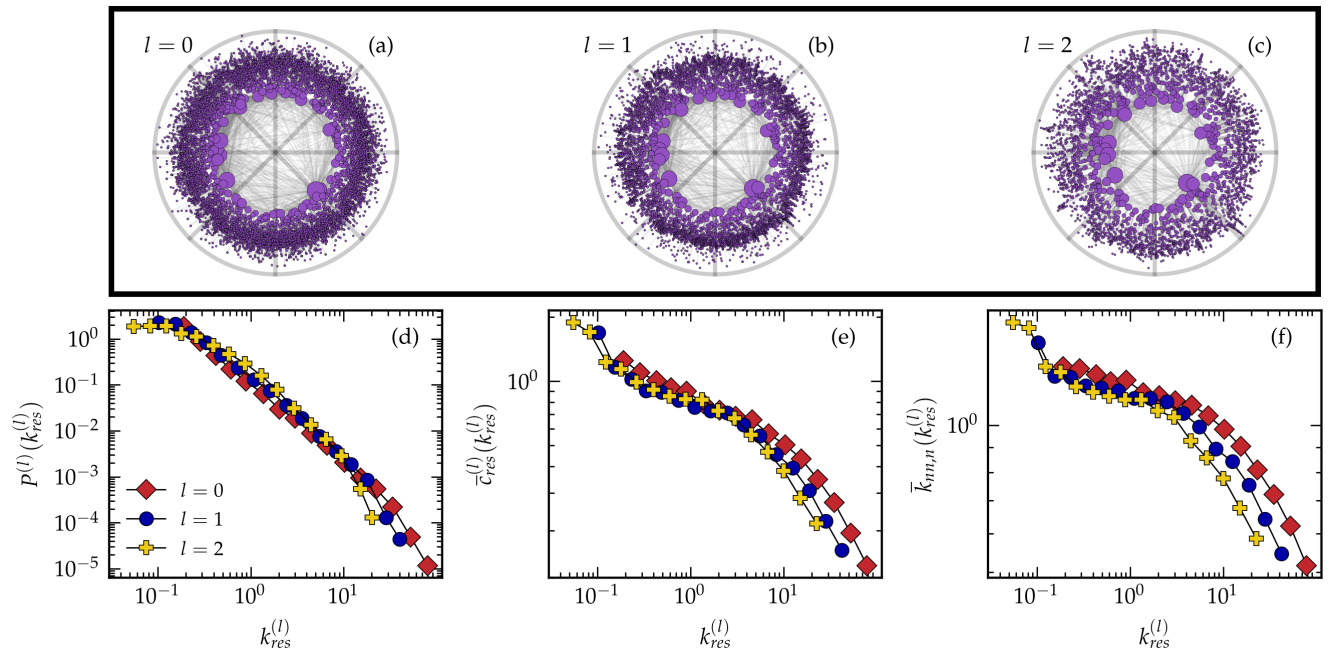 l = 0
(a)
l = 1
(b)
l = 2
(c)
P^{(l)}(k_{res}^{(l)})
10^0
10^{-1}
10^{-2}
10^{-3}
10^{-4}
10^{-5}
(d)
l = 0
l = 1
l = 2
10^{-1} 10^0 10^1
k_{res}^{(l)}
\bar{c}_{res}^{(l)}(k_{res}^{(l)})
10^0
(e)
10^{-1} 10^0 10^1
k_{res}^{(l)}
\bar{k}_{nn,n}(k_{res}^{(l)})
10^0
(f)
10^{-1} 10^0 10^1
k_{res}^{(l)}